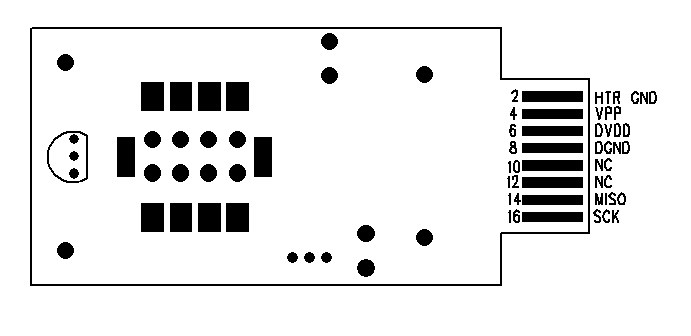 2 HTR GND
4 VPP
6 DVDD
8 DGND
10 NC
12 NC
14 MISO
16 SCK